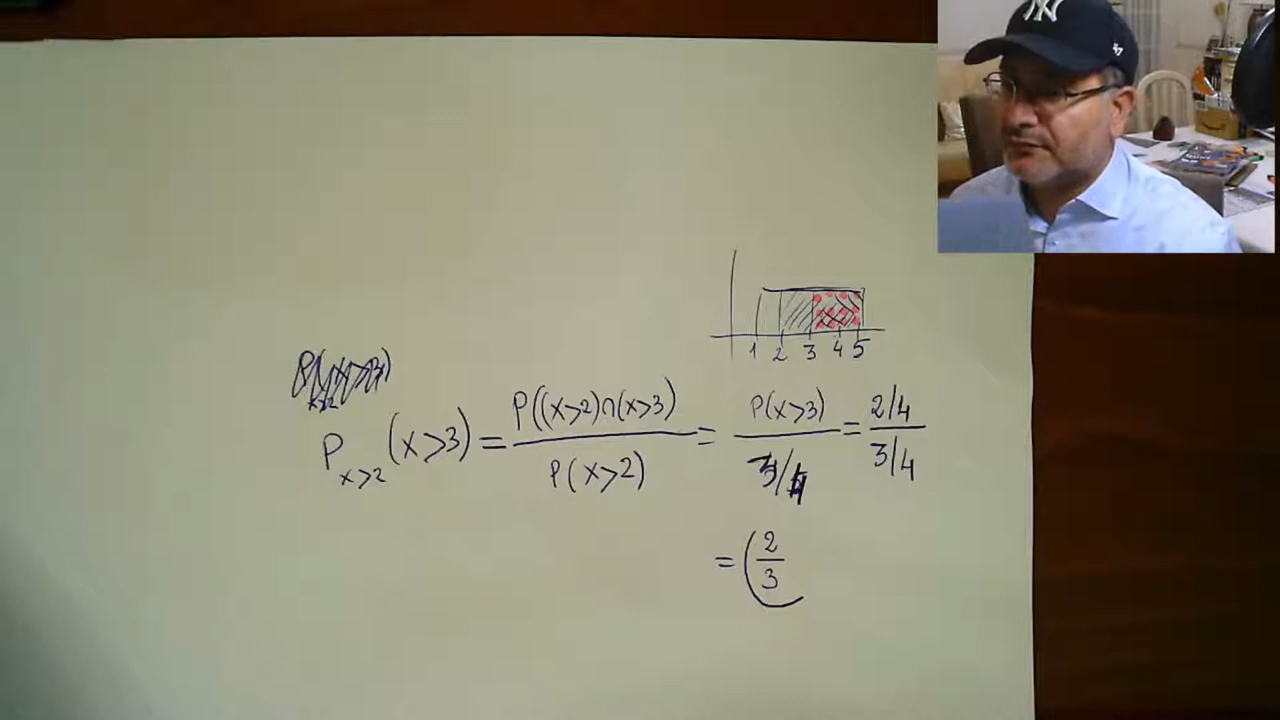 NY
47
1 2 3 4 5
P_{x>2}(x>3) = P((x>2)∩(x>3)) / P(x>2) = P(x>3) / 3/4 = 2/4 / 3/4
= 2/3